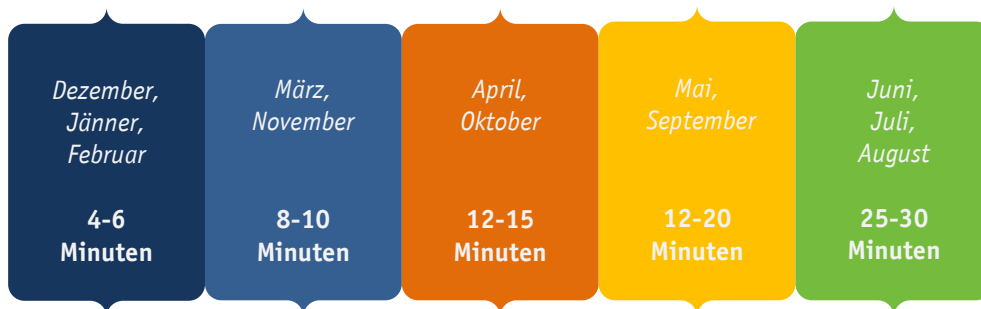 Dezember,
Jänner,
Februar
4-6
Minuten
März,
November
8-10
Minuten
April,
Oktober
12-15
Minuten
Mai,
September
12-20
Minuten
Juni,
Juli,
August
25-30
Minuten